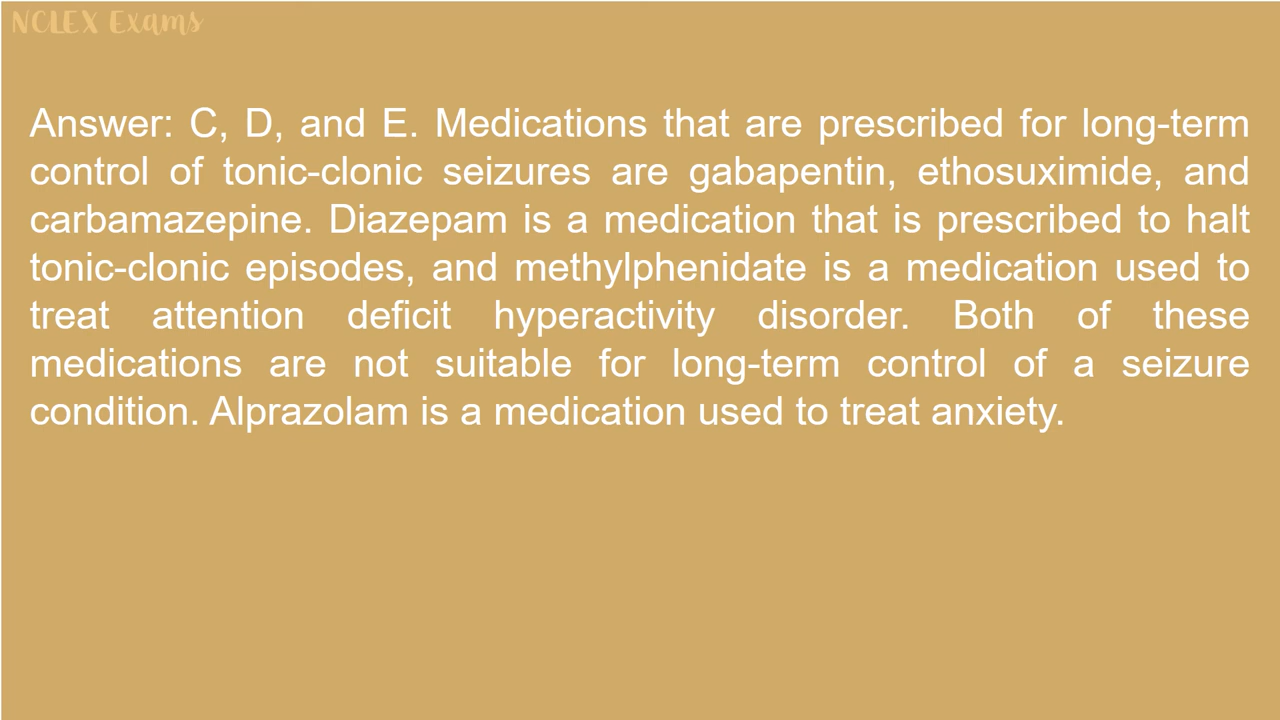 NCLEX Exams
Answer: C, D, and E. Medications that are prescribed for long-term
control of tonic-clonic seizures are gabapentin, ethosuximide, and
carbamazepine. Diazepam is a medication that is prescribed to halt
tonic-clonic episodes, and methylphenidate is a medication used to
treat attention deficit hyperactivity disorder. Both of these
medications are not suitable for long-term control of a seizure
condition. Alprazolam is a medication used to treat anxiety.